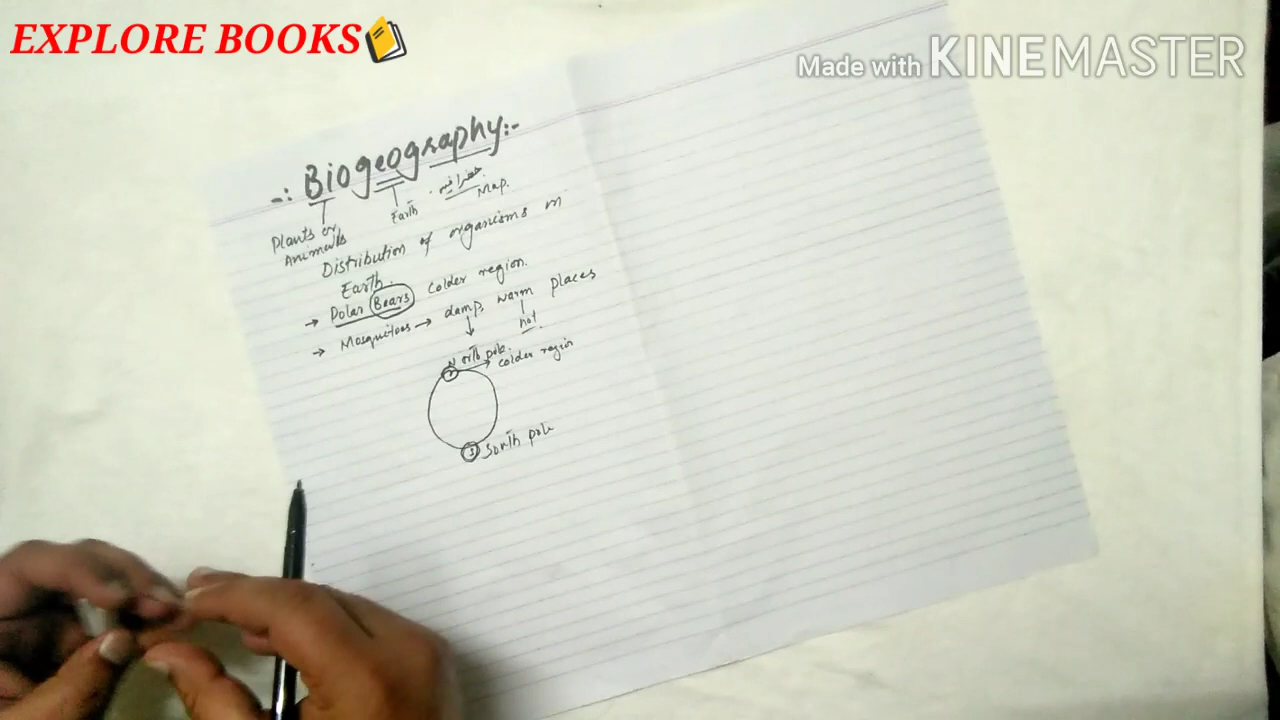 EXPLORE BOOKS
Made with KINEMASTER
-: Biogeography:-
Plants or Animals
Earth
جغرافیہ
Map.
Distribution of organisms on
Earth.
→ Polar Bears colder region.
→ Mosquitoes → damp, warm places
hot.
North pole.
colder region
S South pole